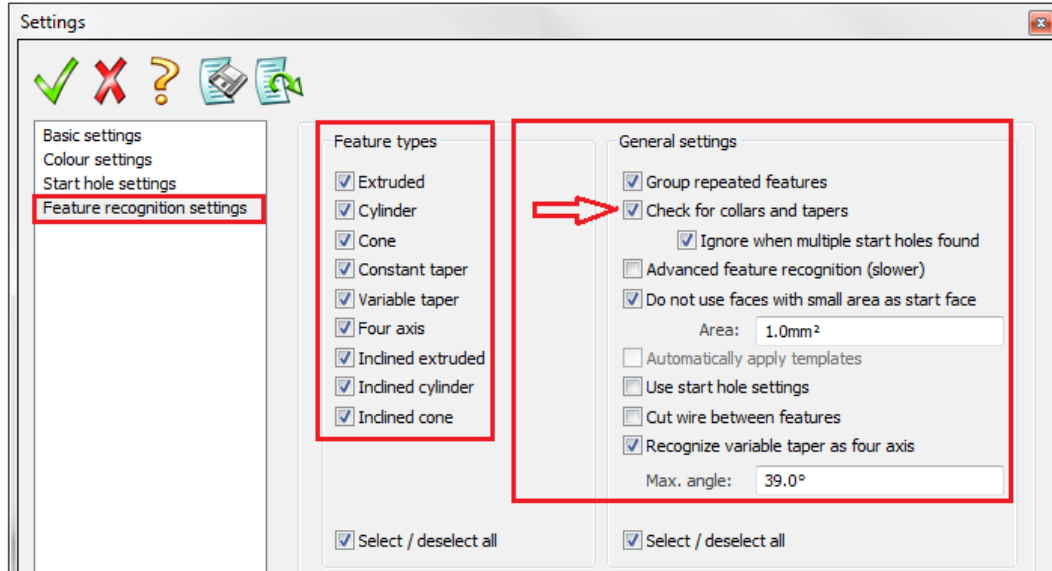 Settings
Basic settings
Colour settings
Start hole settings
Feature recognition settings
Feature types
Extruded
Cylinder
Cone
Constant taper
Variable taper
Four axis
Inclined extruded
Inclined cylinder
Inclined cone
Select / deselect all
General settings
Group repeated features
Check for collars and tapers
Ignore when multiple start holes found
Advanced feature recognition (slower)
Do not use faces with small area as start face
Area: 1.0mm²
Automatically apply templates
Use start hole settings
Cut wire between features
Recognize variable taper as four axis
Max. angle: 39.0°
Select / deselect all